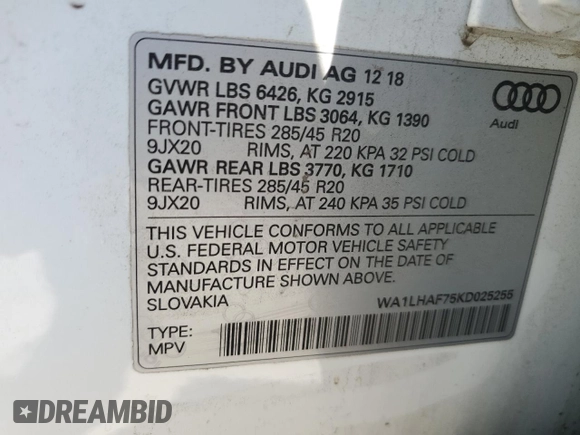 MFD. BY AUDI AG 12 18
GVWR LBS 6426, KG 2915
GAWR FRONT LBS 3064, KG 1390
FRONT-TIRES 285/45 R20
9JX20 RIMS, AT 220 KPA 32 PSI COLD
GAWR REAR LBS 3770, KG 1710
REAR-TIRES 285/45 R20
9JX20 RIMS, AT 240 KPA 35 PSI COLD
Audi
THIS VEHICLE CONFORMS TO ALL APPLICABLE
U.S. FEDERAL MOTOR VEHICLE SAFETY
STANDARDS IN EFFECT ON THE DATE OF
MANUFACTURE SHOWN ABOVE.
SLOVAKIA WA1LHAF75KD025255
TYPE:
MPV
DREAMBID